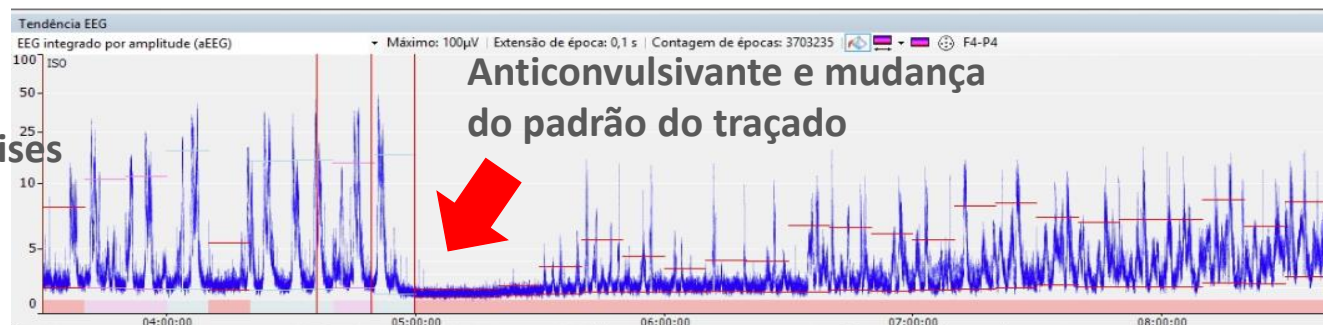 Tendência EEG
EEG integrado por amplitude (aEEG) Máximo: 100µV | Extensão de época: 0,1 s | Contagem de épocas: 3703235 F4-P4
100 ISO
Anticonvulsivante e mudança
do padrão do traçado
50
25
ises
10
5
0
04:00:00 05:00:00 06:00:00 07:00:00 08:00:00